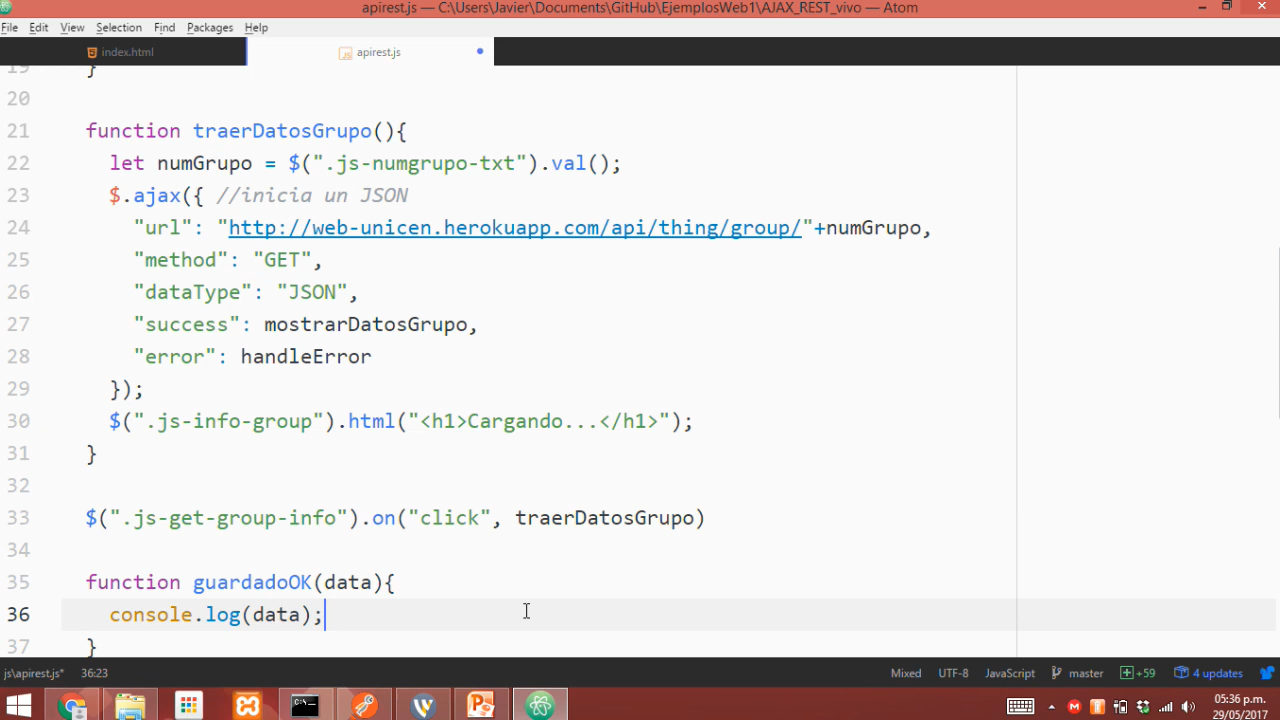 apirest.js — C:\Users\Javier\Documents\GitHub\EjemplosWeb1\AJAX_REST_vivo — Atom
File Edit View Selection Find Packages Help
index.html apirest.js
19 }
20
21 function traerDatosGrupo(){
22 let numGrupo = $(".js-numgrupo-txt").val();
23 $.ajax({ //inicia un JSON
24 "url": "http://web-unicen.herokuapp.com/api/thing/group/"+numGrupo,
25 "method": "GET",
26 "dataType": "JSON",
27 "success": mostrarDatosGrupo,
28 "error": handleError
29 });
30 $(".js-info-group").html("<h1>Cargando...</h1>");
31 }
32
33 $(".js-get-group-info").on("click", traerDatosGrupo)
34
35 function guardadoOK(data){
36 console.log(data);
37 }
js\apirest.js* 36:23 Mixed UTF-8 JavaScript master +59 4 updates
05:36 p.m.
29/05/2017